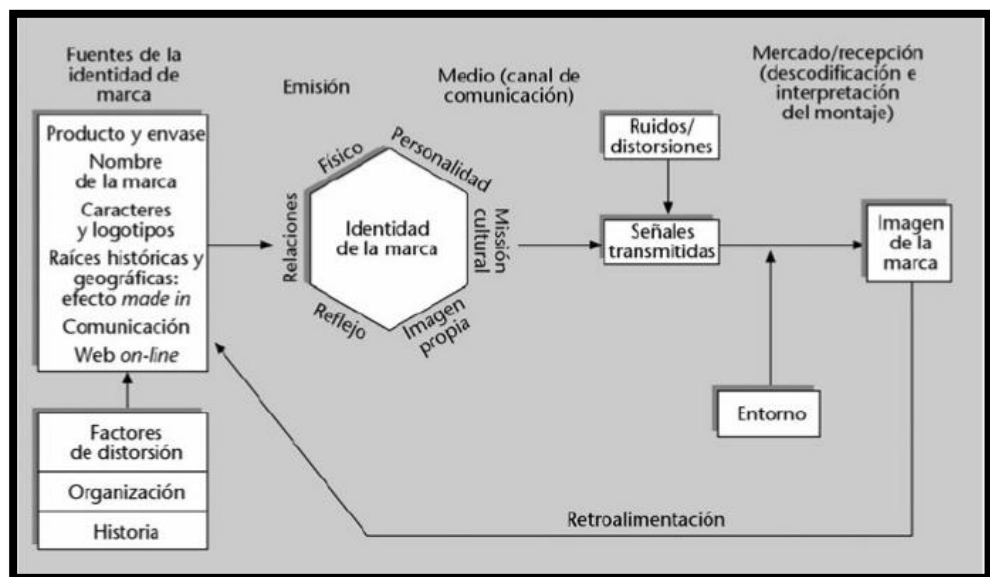 Fuentes de la
identidad de
marca
Producto y envase
Nombre
de la marca
Caracteres
y logotipos
Raíces históricas y
geográficas:
efecto made in
Comunicación
Web on-line
Factores
de distorsión
Organización
Historia
Emisión
Físico
Personalidad
Relaciones
Identidad
de la marca
Missión
cultural
Reflejo
Imagen
propia
Medio (canal de
comunicación)
Ruidos/
distorsiones
Señales
transmitidas
Mercado/recepción
(descodificación e
interpretación
del montaje)
Imagen
de la
marca
Entorno
Retroalimentación